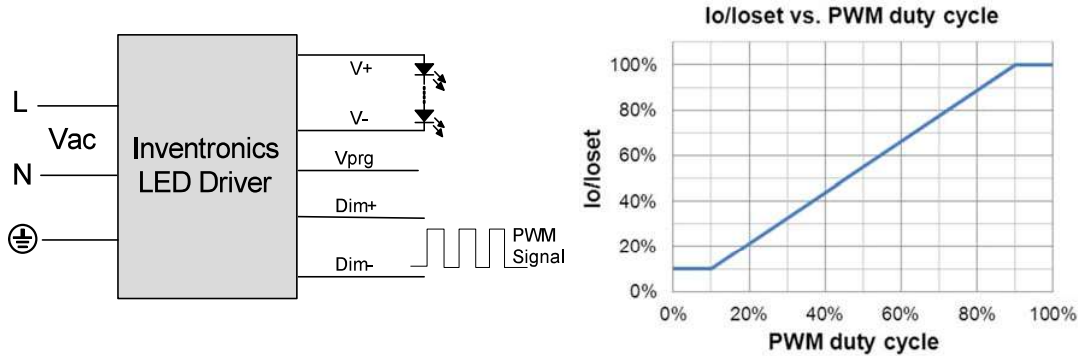 L
Vac
N
Inventronics
LED Driver
V+
V-
Vprg
Dim+
Dim-
PWM
Signal
Io/Ioset vs. PWM duty cycle
Io/Ioset
100%
80%
60%
40%
20%
0%
0% 20% 40% 60% 80% 100%
PWM duty cycle